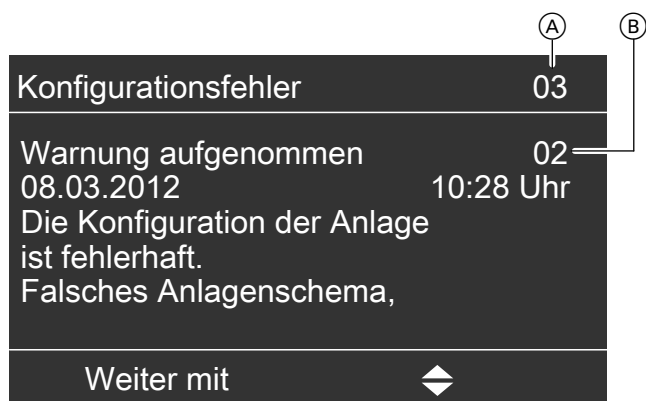 A B
Konfigurationsfehler 03
Warnung aufgenommen 02
08.03.2012 10:28 Uhr
Die Konfiguration der Anlage
ist fehlerhaft.
Falsches Anlagenschema,
Weiter mit